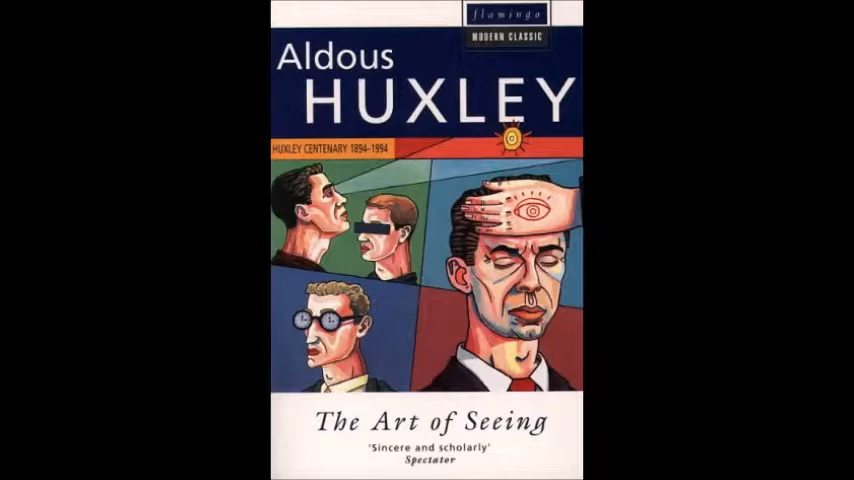 flamingo
MODERN CLASSIC
Aldous
HUXLEY
HUXLEY CENTENARY 1894–1994
The Art of Seeing
'Sincere and scholarly'
Spectator